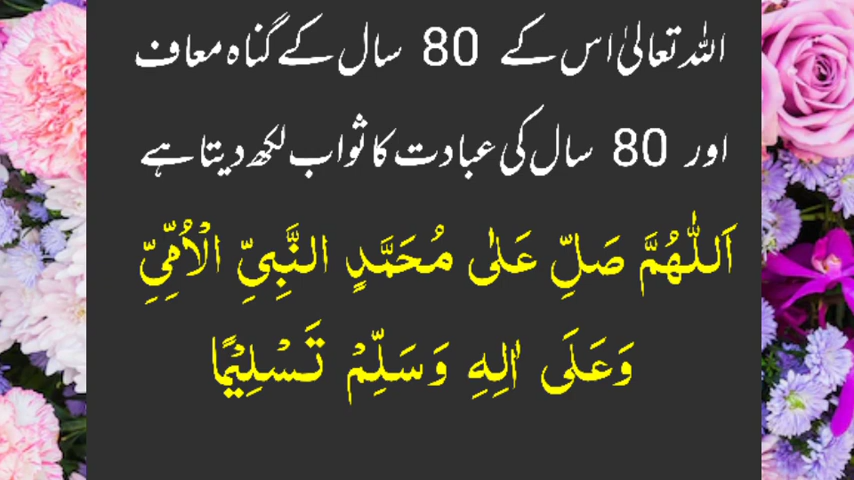 اللہ تعالیٰ اس کے 80 سال کے گناہ معاف
اور 80 سال کی عبادت کا ثواب لکھ دیتا ہے
اَللّٰهُمَّ صَلِّ عَلٰى مُحَمَّدٍ النَّبِيِّ الْاُمِّيِّ
وَعَلَى اٰلِهِ وَسَلِّمْ تَسْلِيْمًا